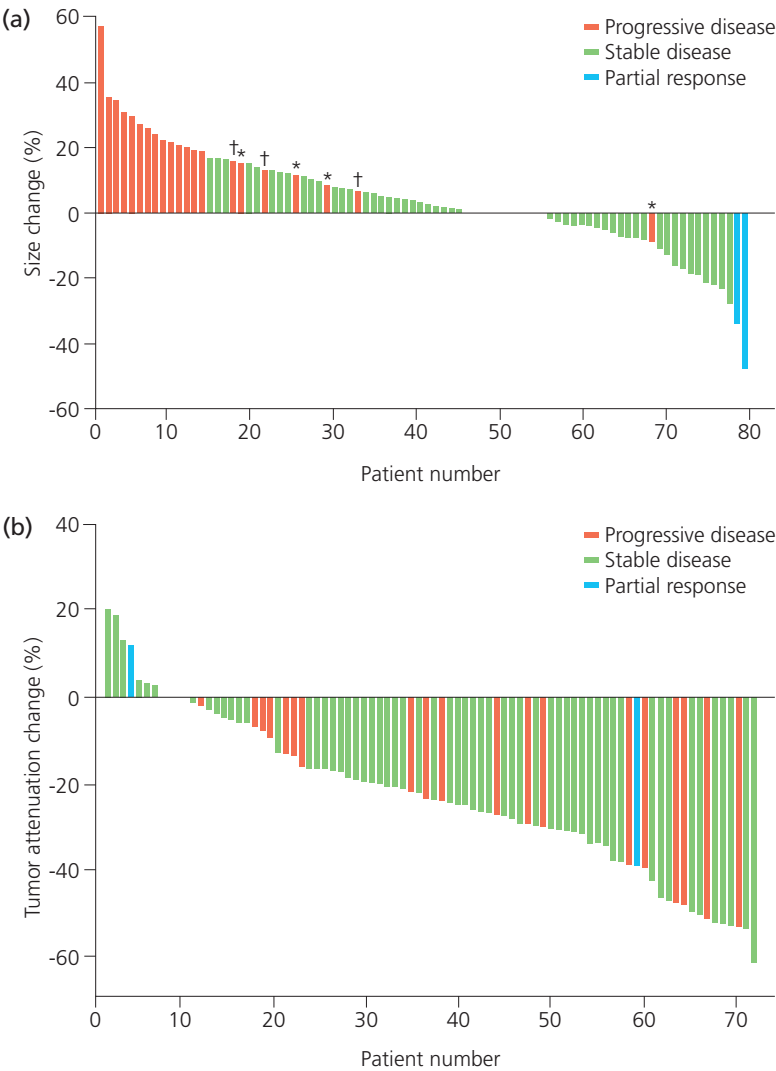 (a)
60
40
20
0
-20
-40
-60
Size change (%)
Progressive disease
Stable disease
Partial response
†
*
†
*
*
†
*
0 10 20 30 40 50 60 70 80
Patient number
(b)
40
20
0
-20
-40
-60
Tumor attenuation change (%)
Progressive disease
Stable disease
Partial response
0 10 20 30 40 50 60 70
Patient number